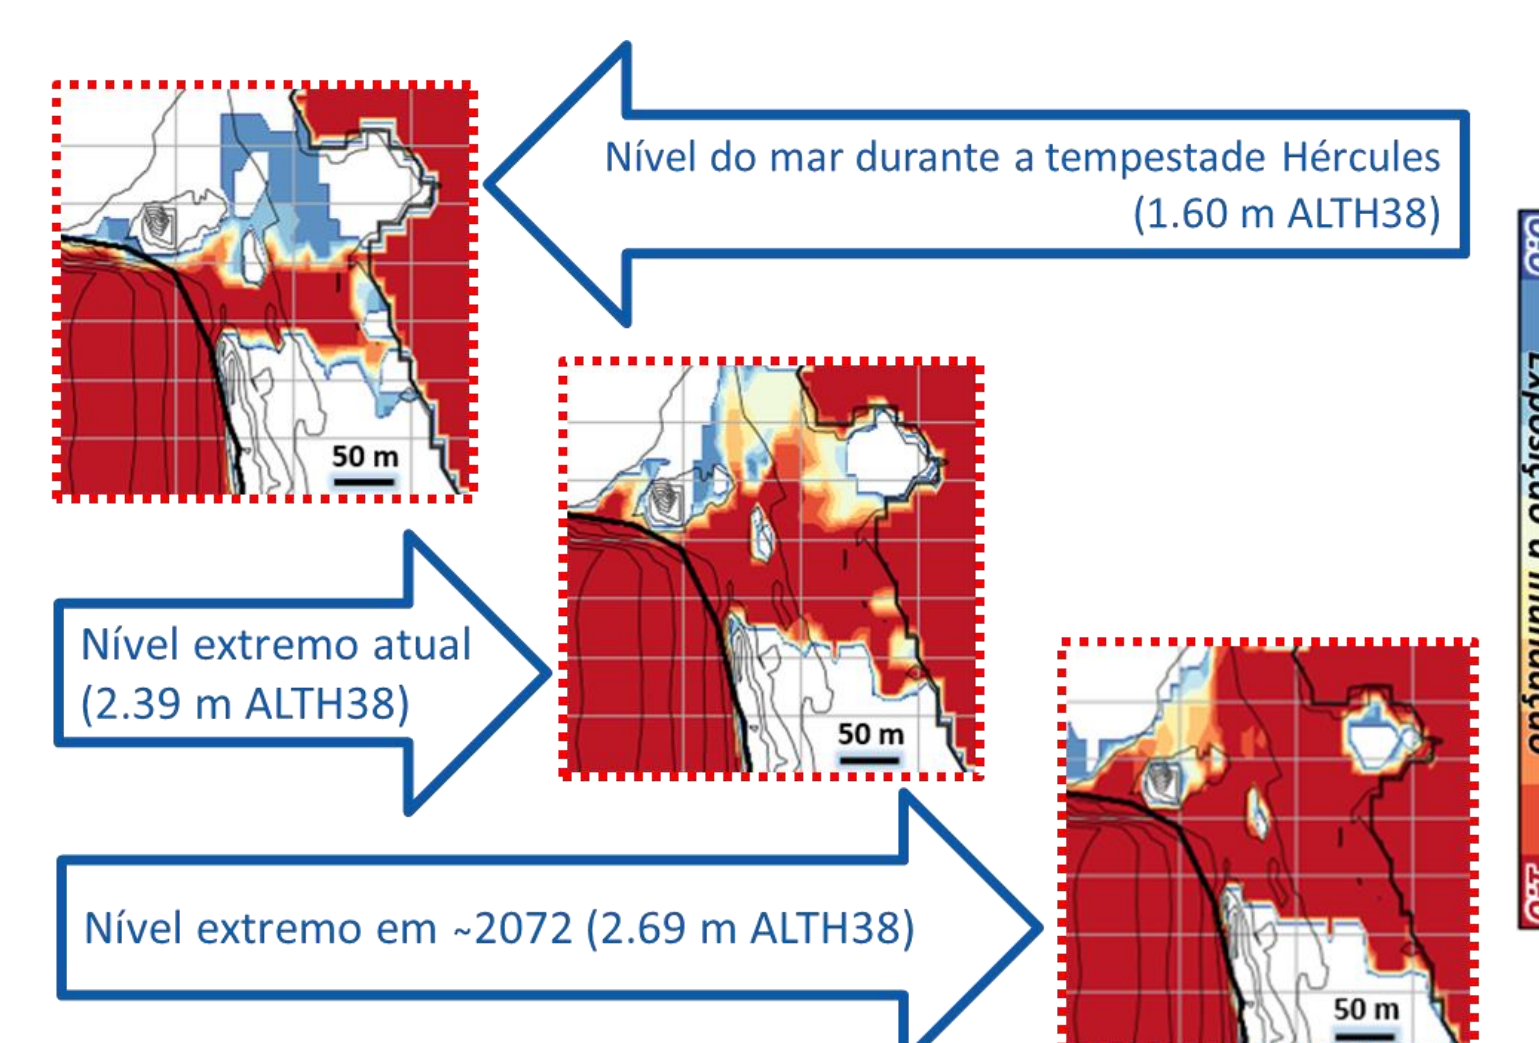 Nível do mar durante a tempestade Hércules
(1.60 m ALTH38)
50 m
Nível extremo atual
(2.39 m ALTH38)
50 m
Nível extremo em ~2072 (2.69 m ALTH38)
50 m